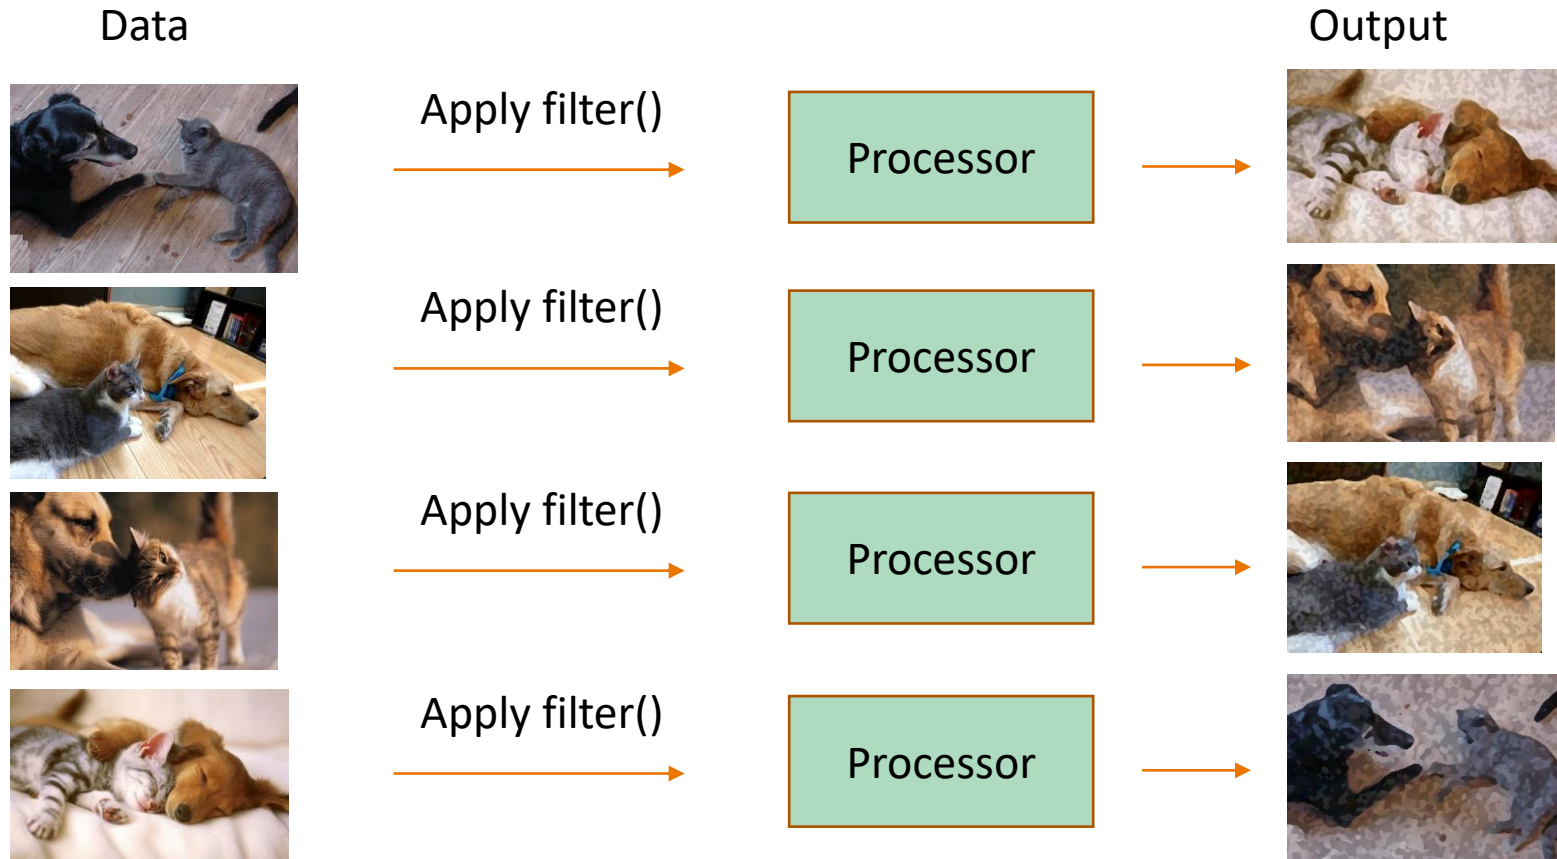 Data
Output
Apply filter()
Processor
Apply filter()
Processor
Apply filter()
Processor
Apply filter()
Processor